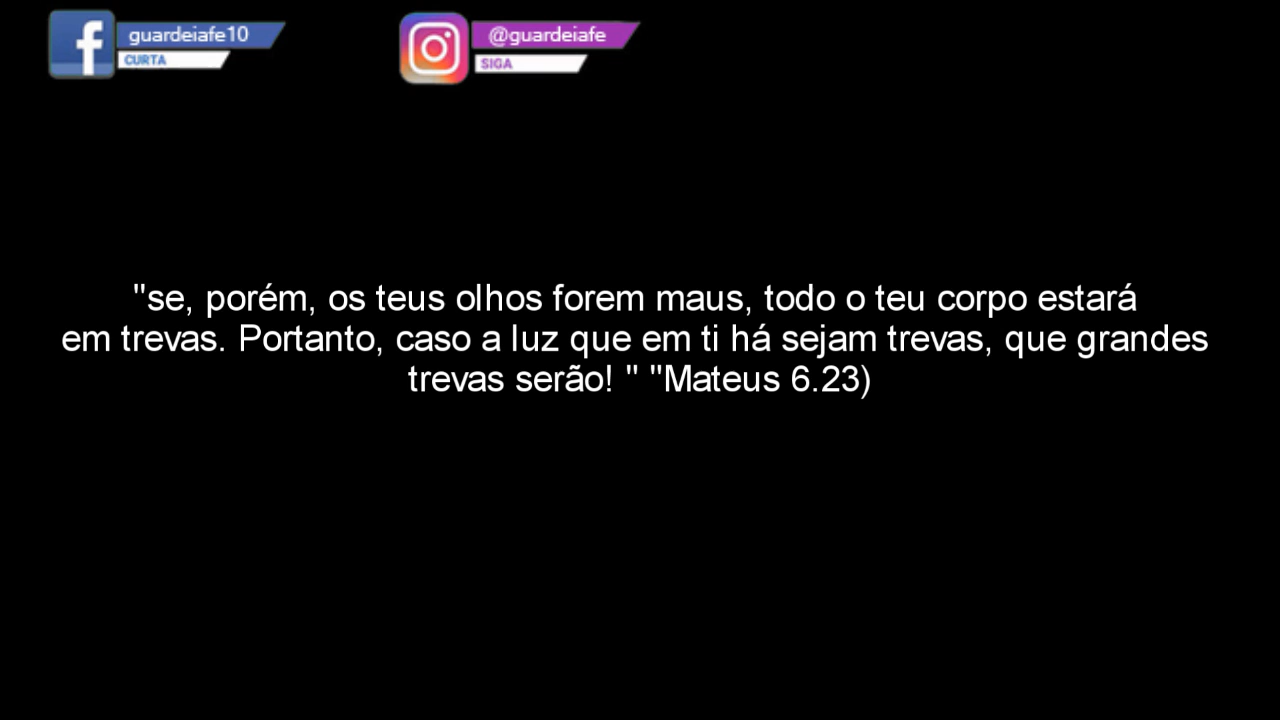 guardeiafe10
CURTA
@guardeiafe
SIGA
"se, porém, os teus olhos forem maus, todo o teu corpo estará
em trevas. Portanto, caso a luz que em ti há sejam trevas, que grandes
trevas serão! " "Mateus 6.23)